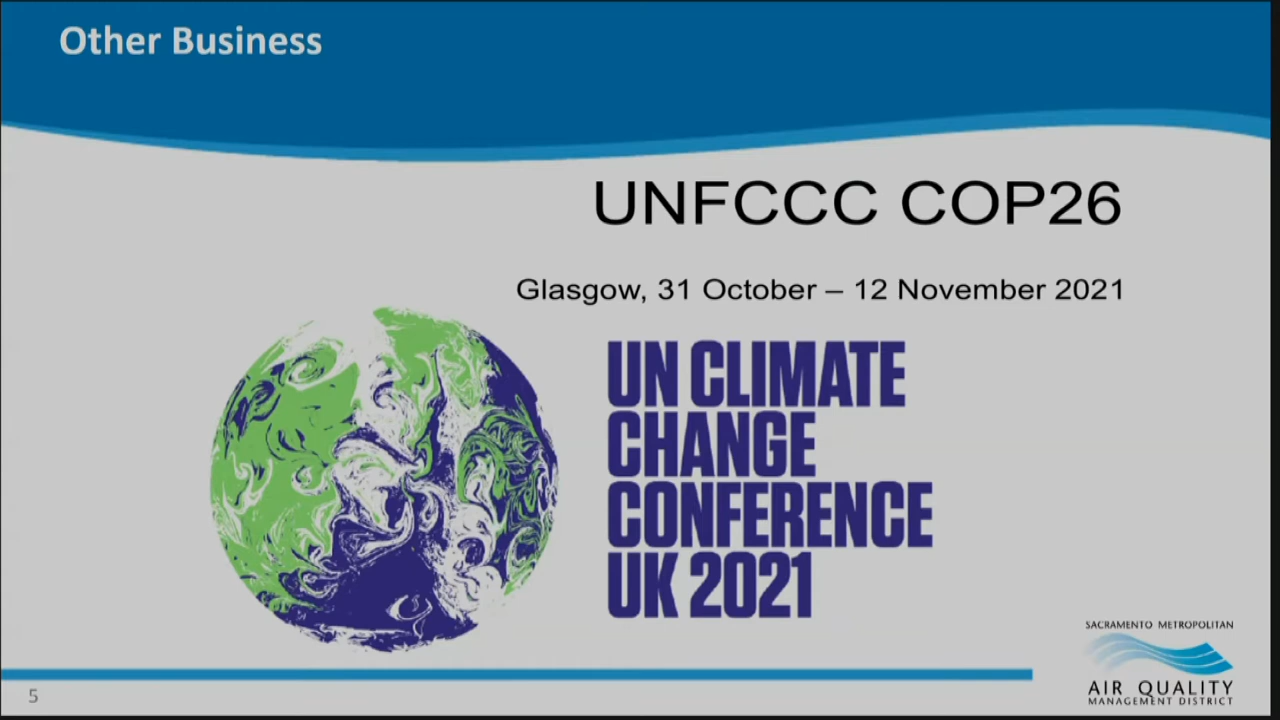 Other Business
UNFCCC COP26
Glasgow, 31 October – 12 November 2021
UN CLIMATE
CHANGE
CONFERENCE
UK 2021
SACRAMENTO METROPOLITAN
AIR QUALITY
MANAGEMENT DISTRICT
5